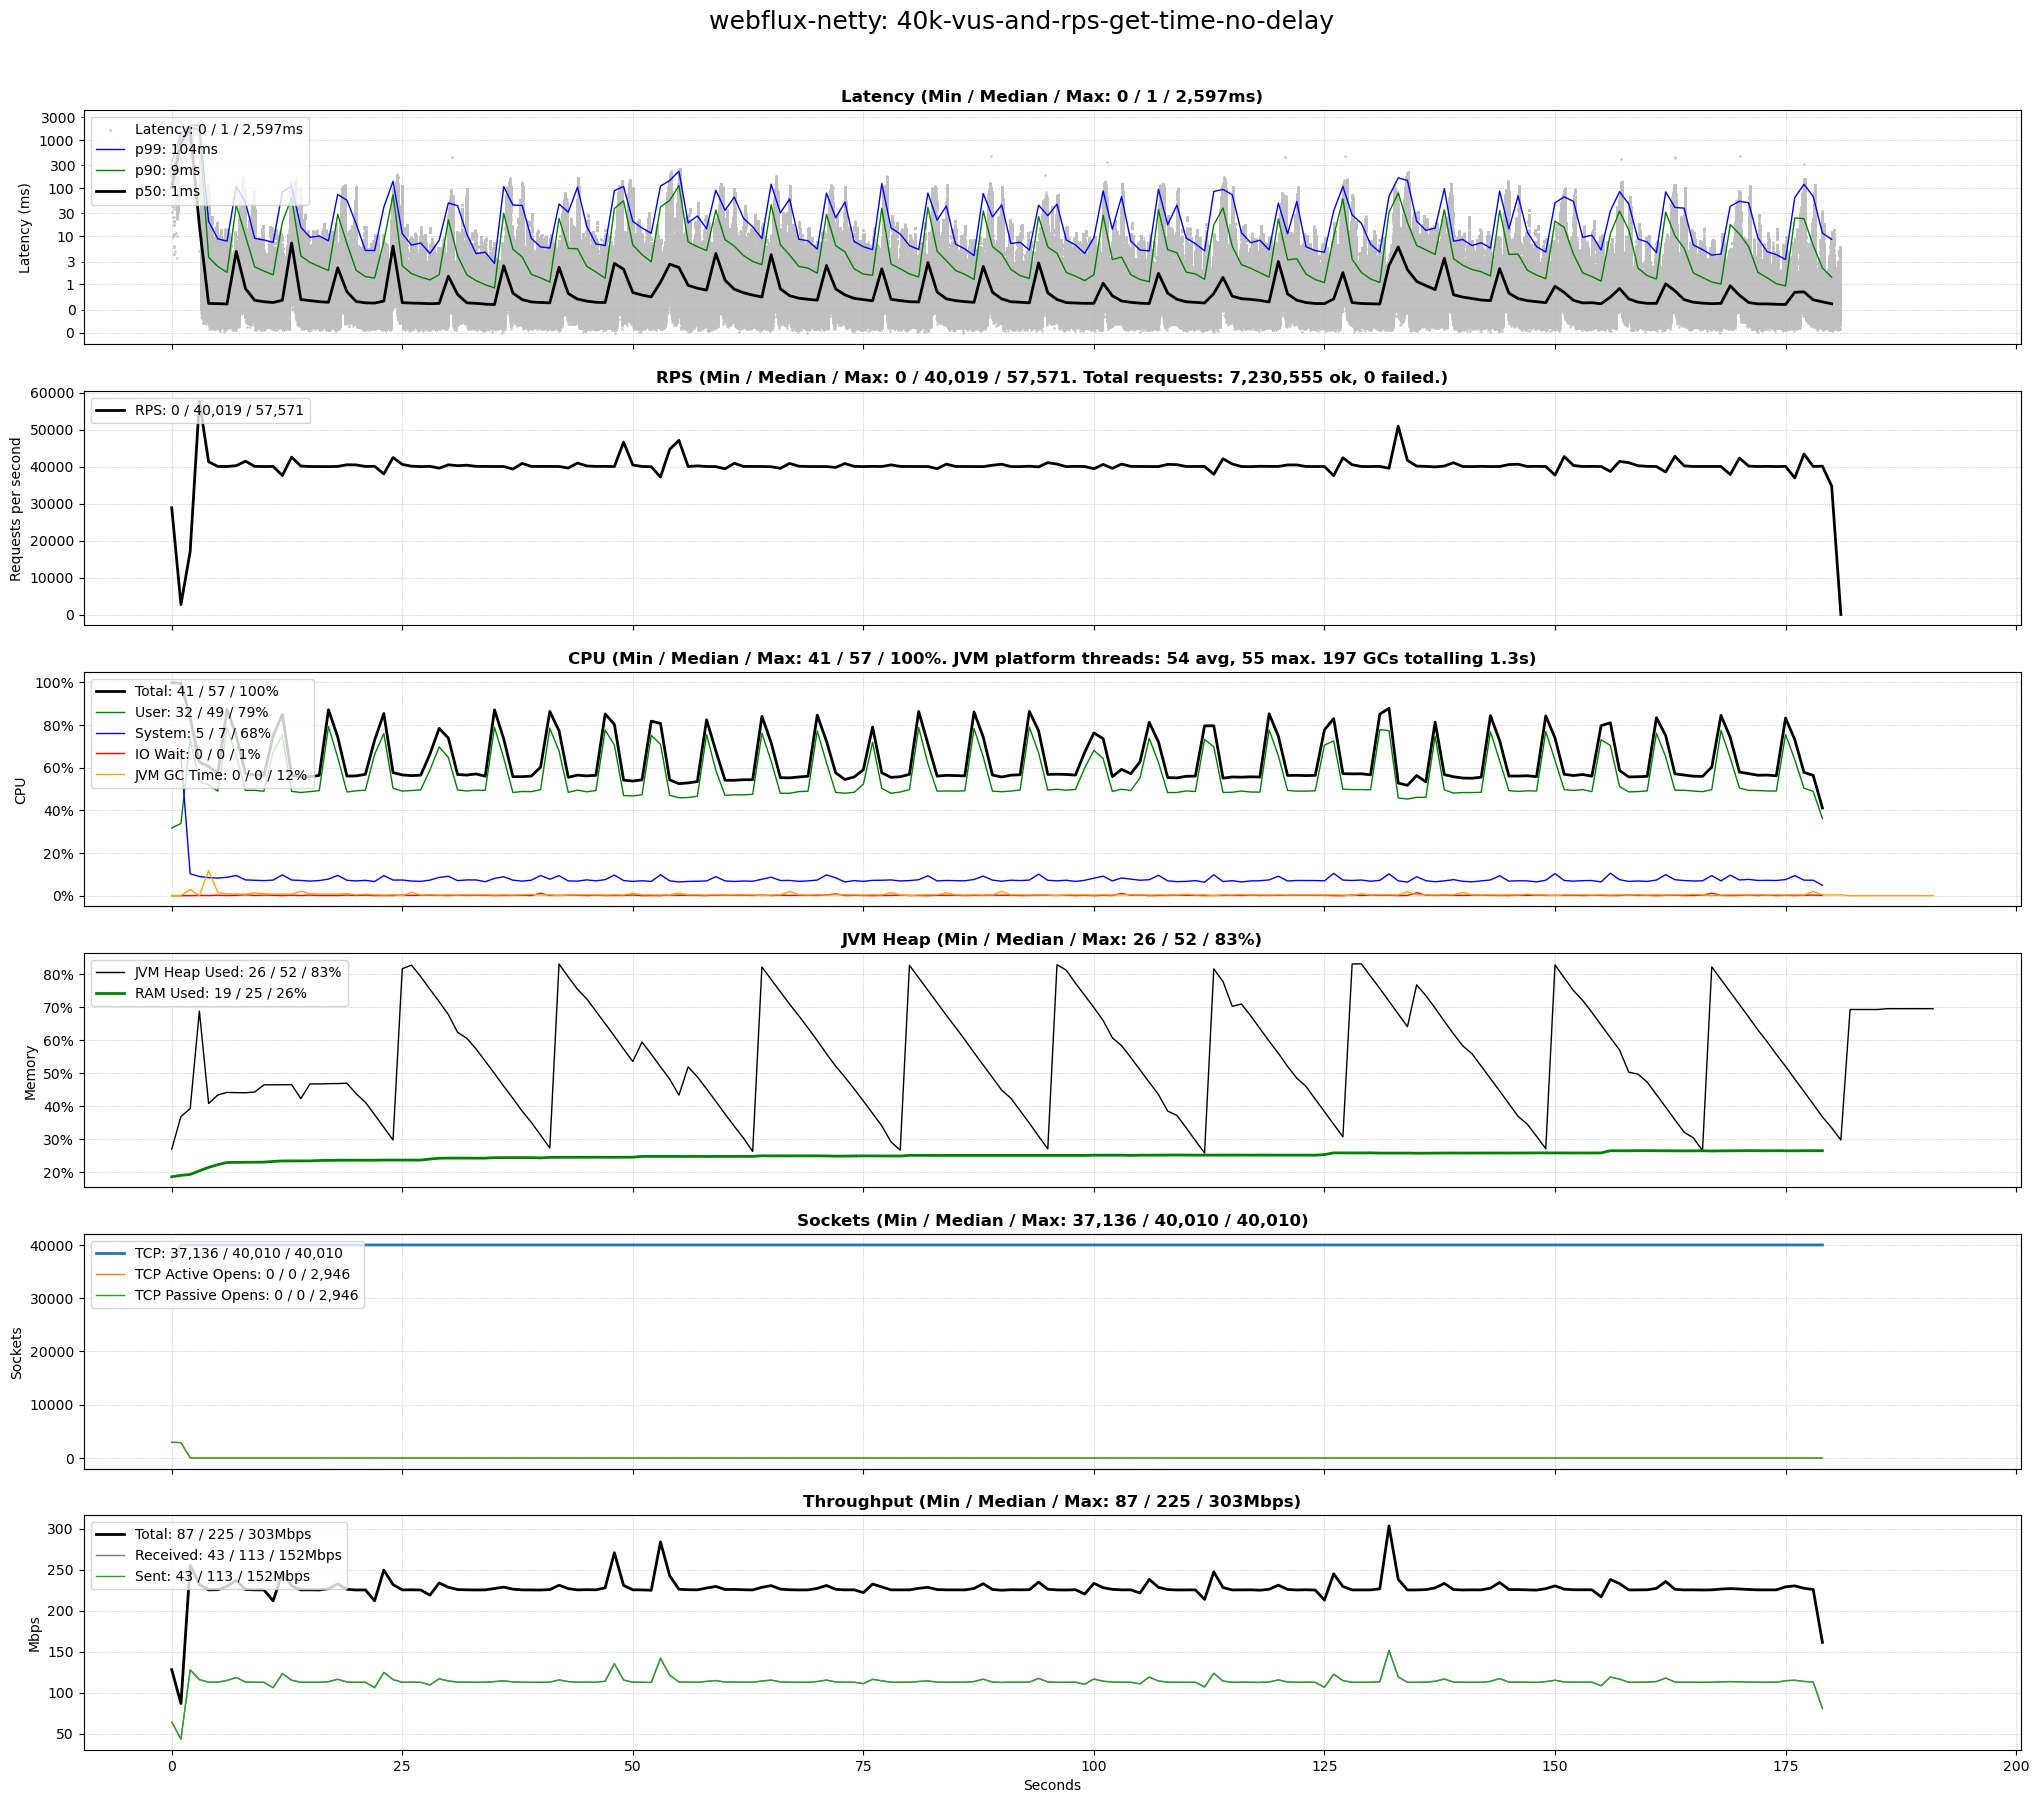 webflux-netty: 40k-vus-and-rps-get-time-no-delay
Latency (Min / Median / Max: 0 / 1 / 2,597ms)
Latency (ms)
3000
1000
300
100
30
10
3
1
0
0
Latency: 0 / 1 / 2,597ms
p99: 104ms
p90: 9ms
p50: 1ms
RPS (Min / Median / Max: 0 / 40,019 / 57,571. Total requests: 7,230,555 ok, 0 failed.)
Requests per second
60000
50000
40000
30000
20000
10000
0
RPS: 0 / 40,019 / 57,571
CPU (Min / Median / Max: 41 / 57 / 100%. JVM platform threads: 54 avg, 55 max. 197 GCs totalling 1.3s)
CPU
100%
80%
60%
40%
20%
0%
Total: 41 / 57 / 100%
User: 32 / 49 / 79%
System: 5 / 7 / 68%
IO Wait: 0 / 0 / 1%
JVM GC Time: 0 / 0 / 12%
JVM Heap (Min / Median / Max: 26 / 52 / 83%)
Memory
80%
70%
60%
50%
40%
30%
20%
JVM Heap Used: 26 / 52 / 83%
RAM Used: 19 / 25 / 26%
Sockets (Min / Median / Max: 37,136 / 40,010 / 40,010)
Sockets
40000
30000
20000
10000
0
TCP: 37,136 / 40,010 / 40,010
TCP Active Opens: 0 / 0 / 2,946
TCP Passive Opens: 0 / 0 / 2,946
Throughput (Min / Median / Max: 87 / 225 / 303Mbps)
Mbps
300
250
200
150
100
50
Total: 87 / 225 / 303Mbps
Received: 43 / 113 / 152Mbps
Sent: 43 / 113 / 152Mbps
0 25 50 75 100 125 150 175 200
Seconds